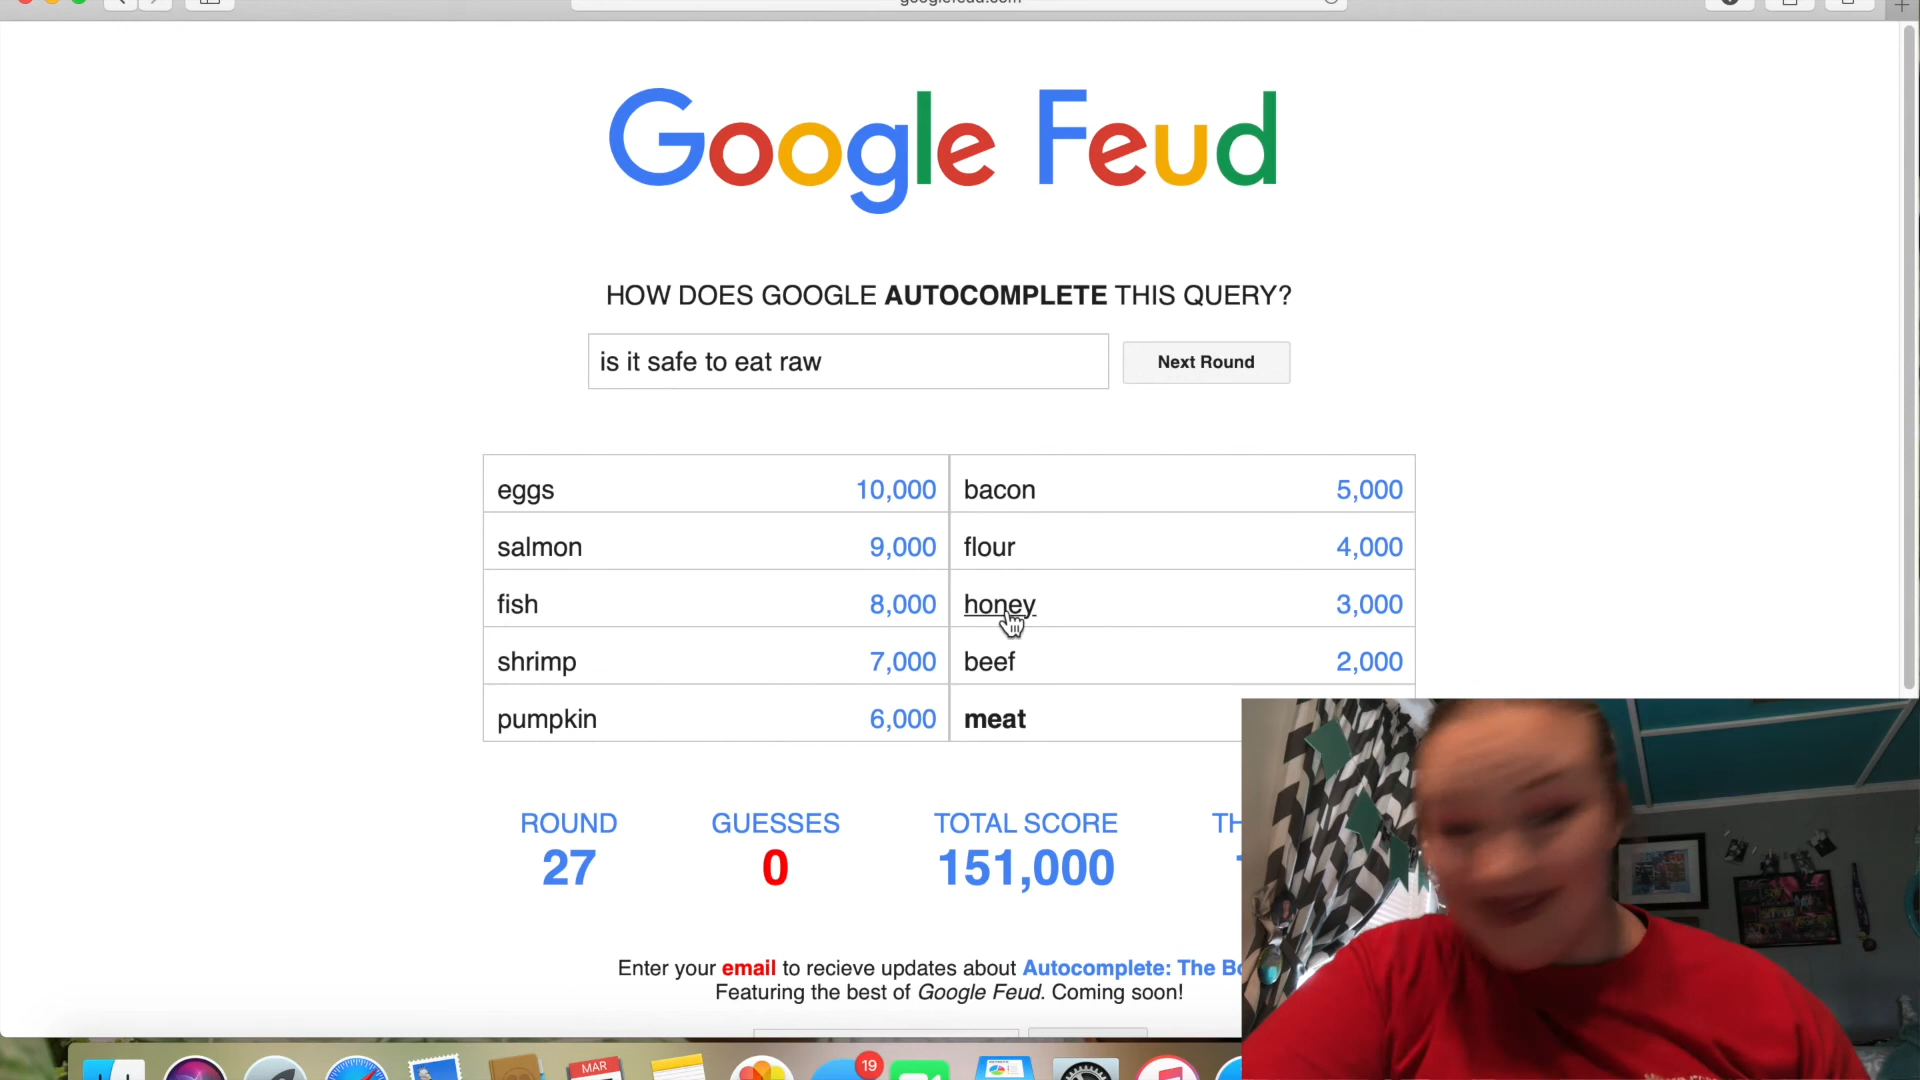 Google Feud
HOW DOES GOOGLE AUTOCOMPLETE THIS QUERY?
is it safe to eat raw
Next Round
eggs 10,000 bacon 5,000
salmon 9,000 flour 4,000
fish 8,000 honey 3,000
shrimp 7,000 beef 2,000
pumpkin 6,000 meat
ROUND GUESSES TOTAL SCORE TH
27 0 151,000
Enter your email to recieve updates about Autocomplete: The Bo
Featuring the best of Google Feud. Coming soon!
MAR
19